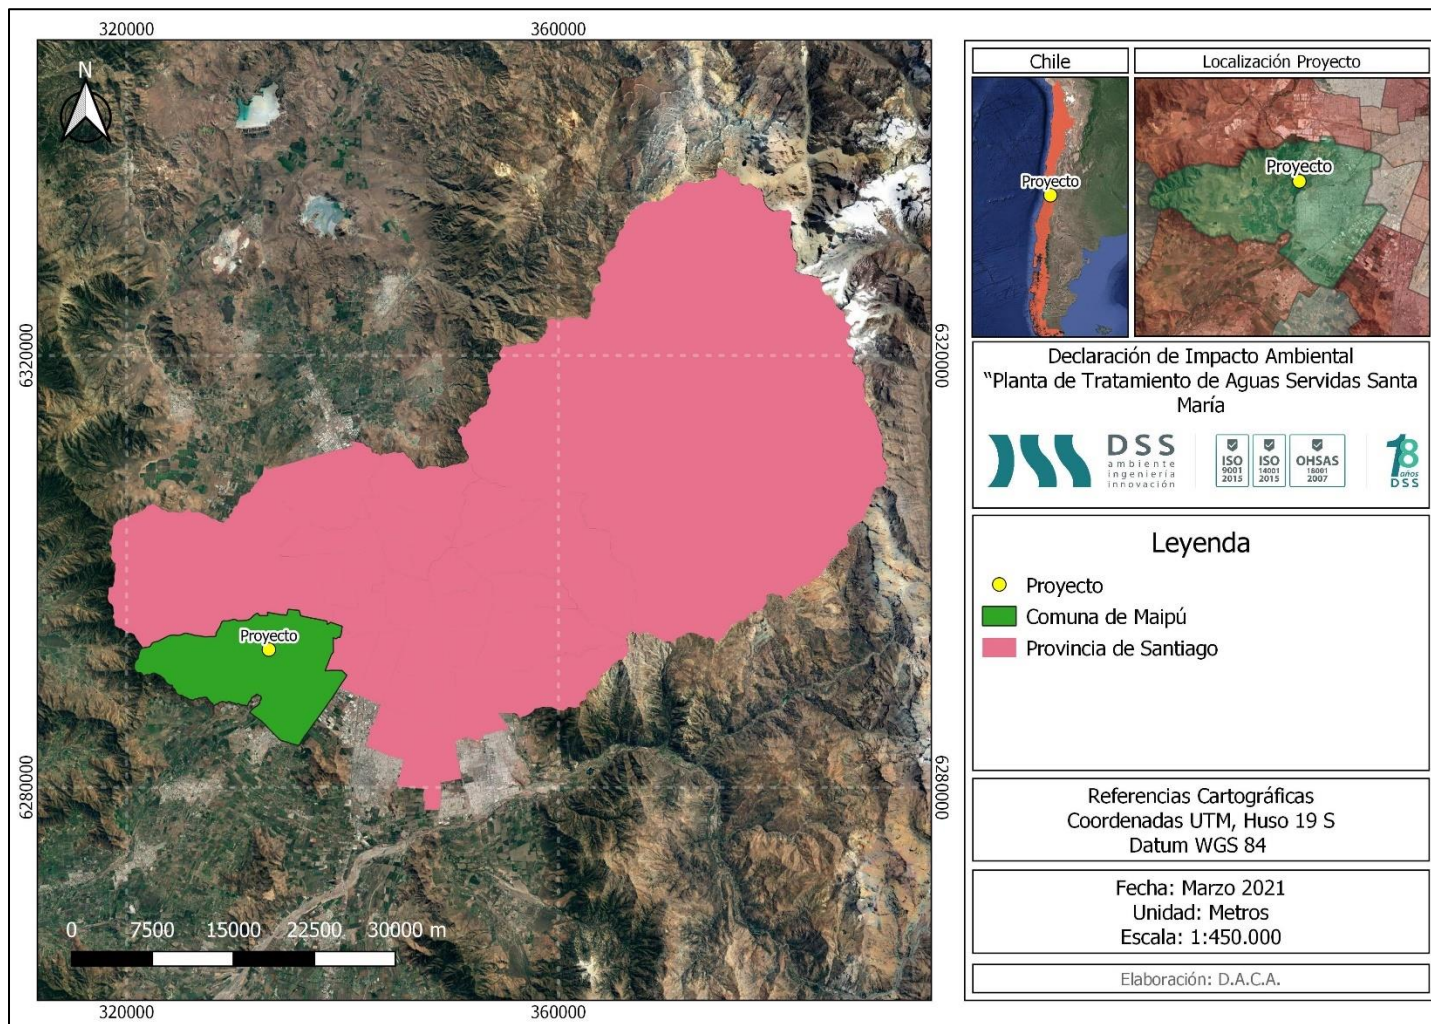 320000
360000
N
6320000
6320000
6280000
6280000
Proyecto
0 7500 15000 22500 30000 m
320000
360000
Chile
Localización Proyecto
Proyecto
Proyecto
Declaración de Impacto Ambiental
“Planta de Tratamiento de Aguas Servidas Santa
María
DSS
ambiente
ingeniería
innovación
ISO
9001
2015
ISO
14001
2015
OHSAS
18001
2007
18
años
DSS
Leyenda
Proyecto
Comuna de Maipú
Provincia de Santiago
Referencias Cartográficas
Coordenadas UTM, Huso 19 S
Datum WGS 84
Fecha: Marzo 2021
Unidad: Metros
Escala: 1:450.000
Elaboración: D.A.C.A.